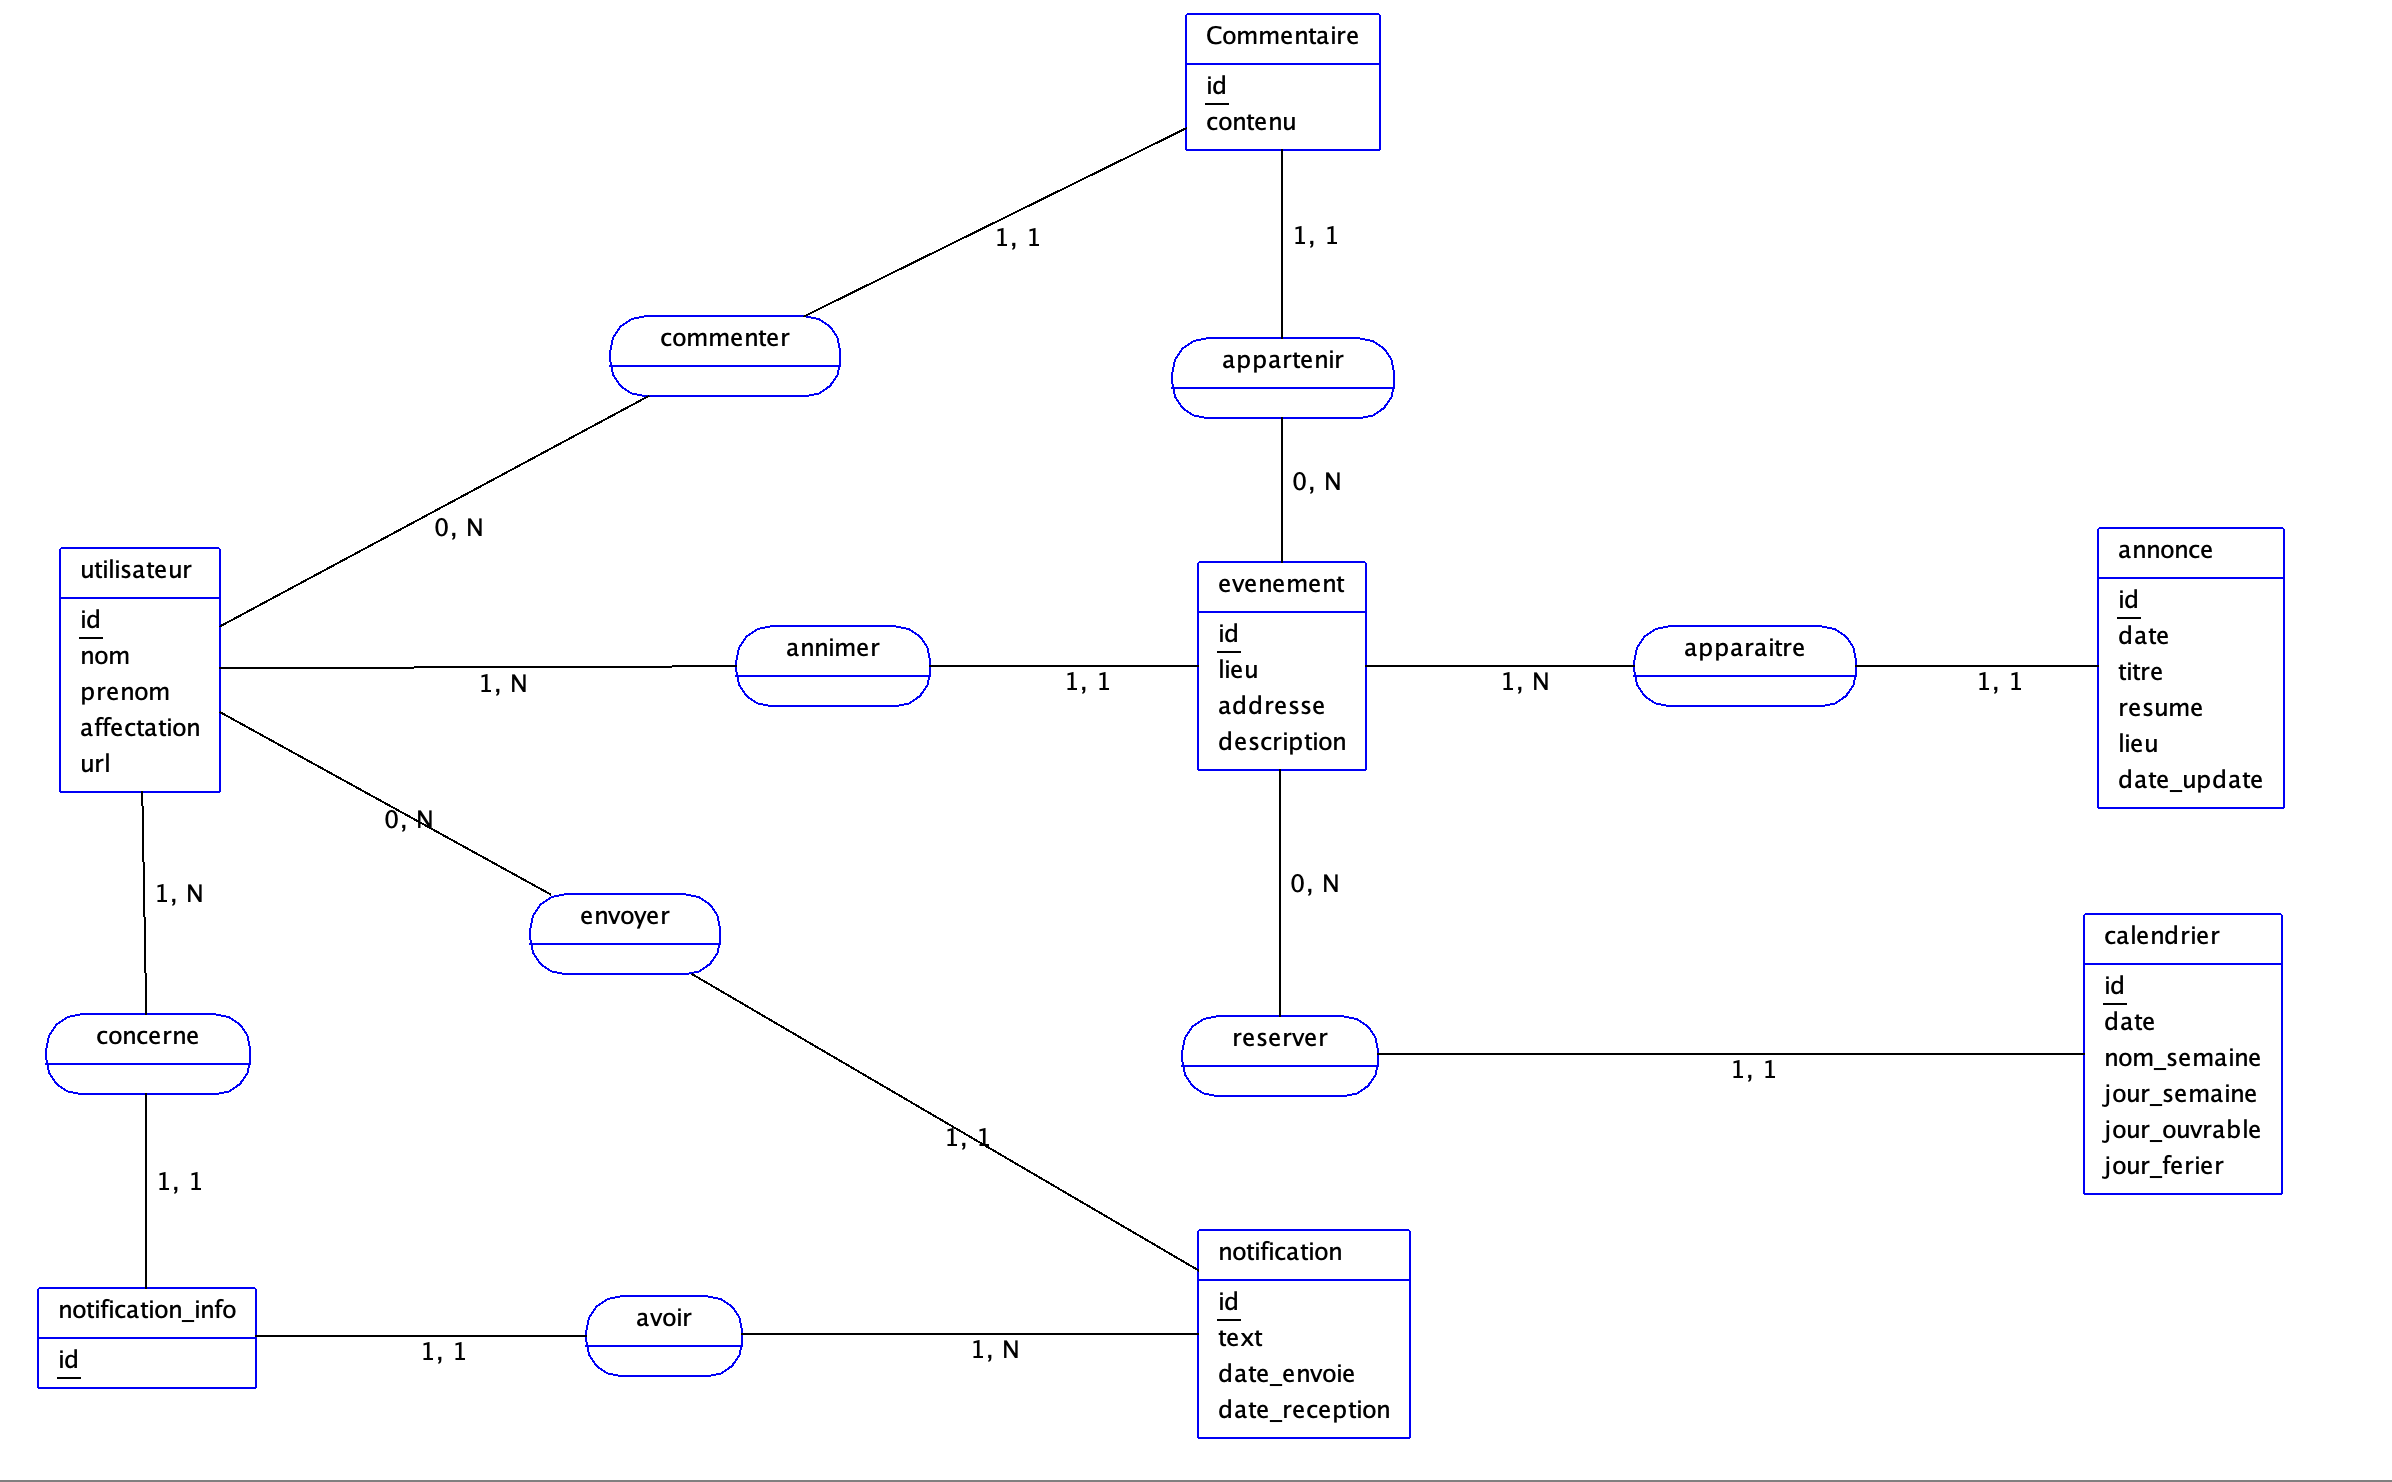 Commentaire
id
contenu
1, 1
1, 1
commenter
appartenir
0, N
0, N
utilisateur
id
nom
prenom
affectation
url
1, N
annimer
1, 1
evenement
id
lieu
addresse
description
1, N
apparaitre
1, 1
annonce
id
date
titre
resume
lieu
date_update
0, N
1, N
envoyer
0, N
concerne
reserver
1, 1
calendrier
id
date
nom_semaine
jour_semaine
jour_ouvrable
jour_ferier
1, 1
1, 1
notification_info
id
1, 1
avoir
1, N
notification
id
text
date_envoie
date_reception